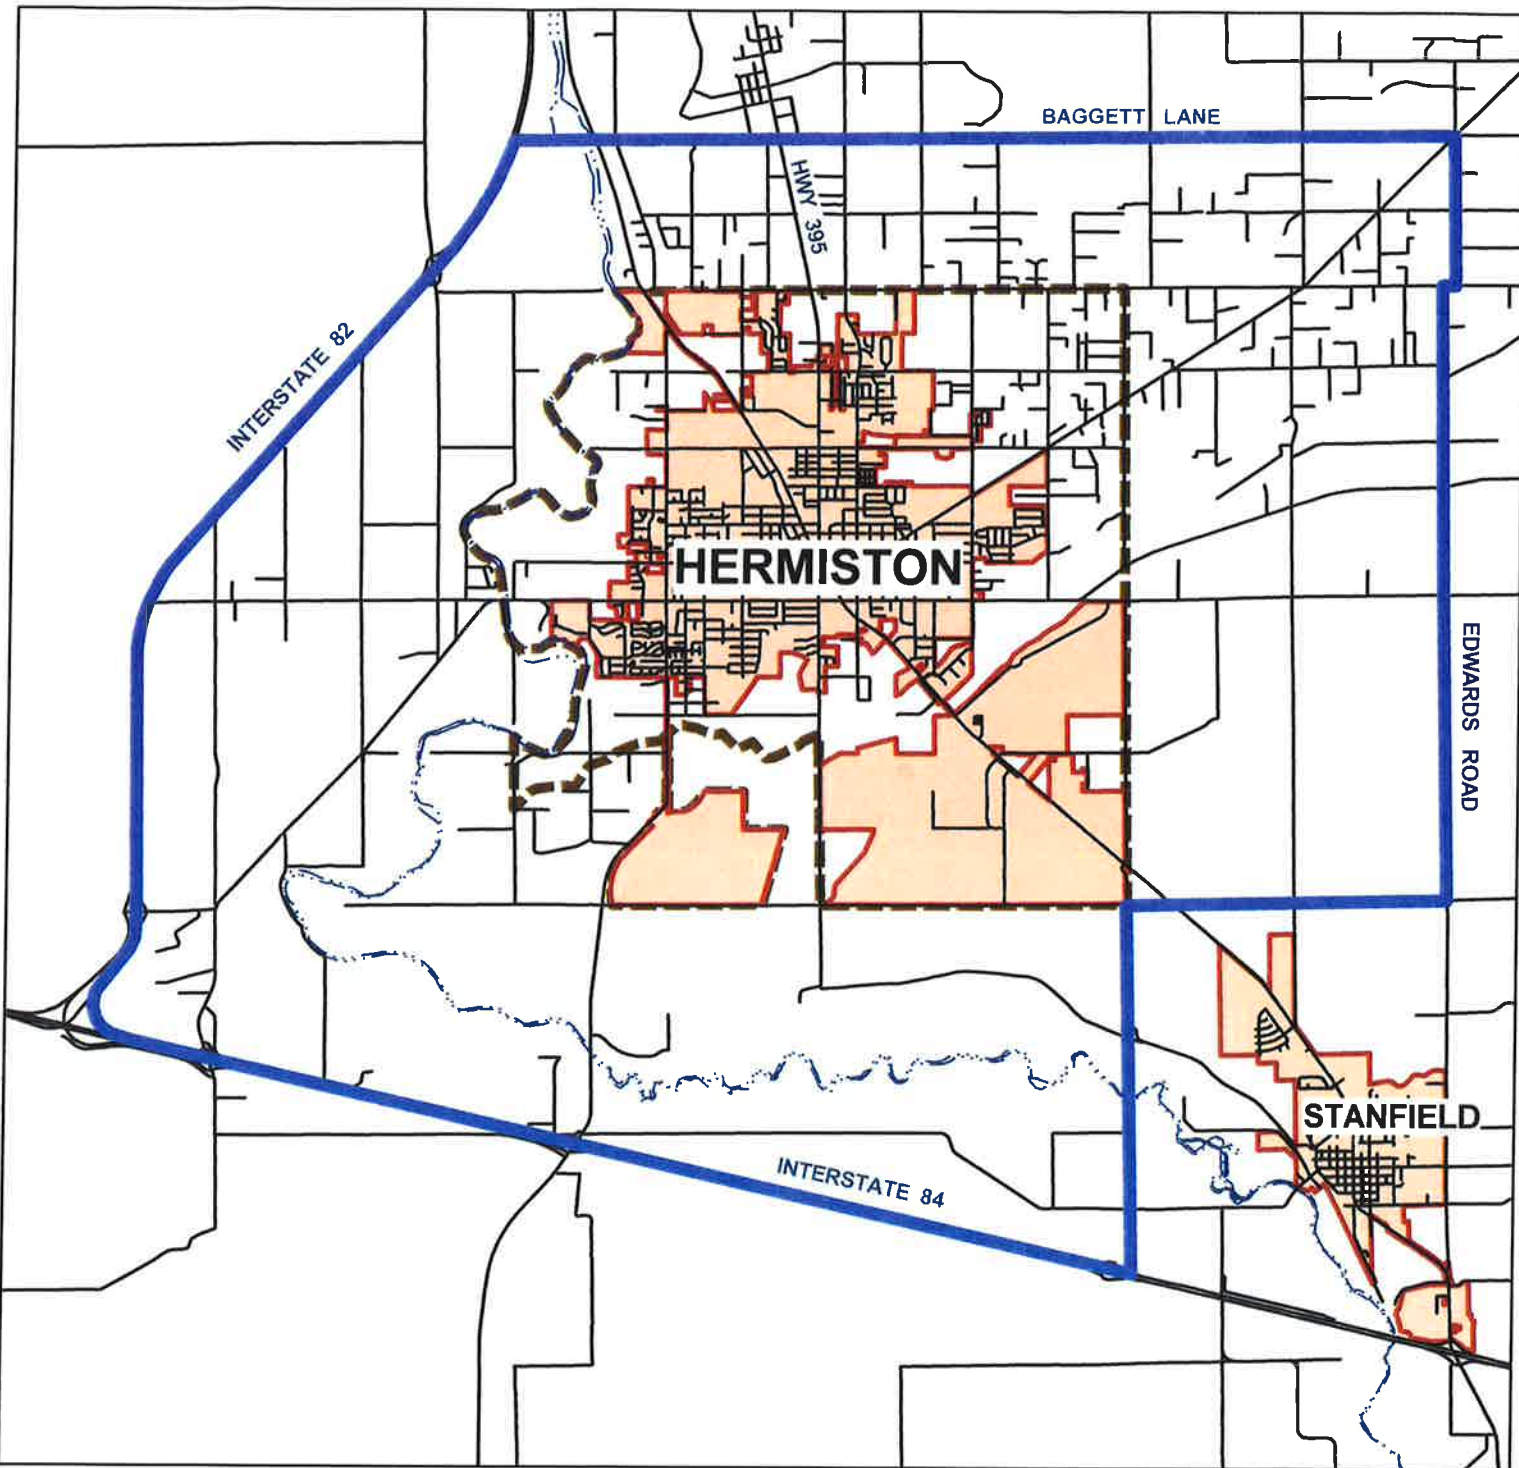 BAGGETT LANE
HWY 395
INTERSTATE 82
HERMISTON
EDWARDS ROAD
STANFIELD
INTERSTATE 84